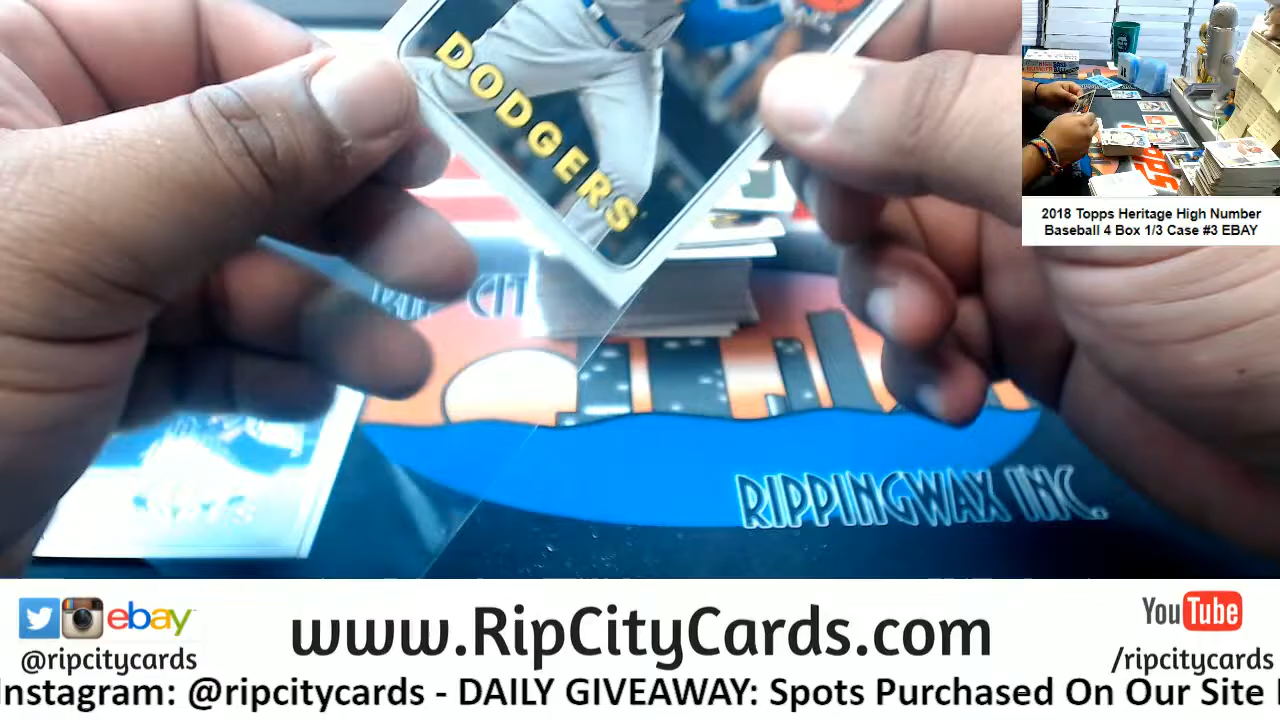 DODGERS
2018 Topps Heritage High Number
Baseball 4 Box 1/3 Case #3 EBAY
CIT
RIPPINGWAX INC.
ebay
@ripcitycards
www.RipCityCards.com
YouTube
/ripcitycards
Instagram: @ripcitycards - DAILY GIVEAWAY: Spots Purchased On Our Site